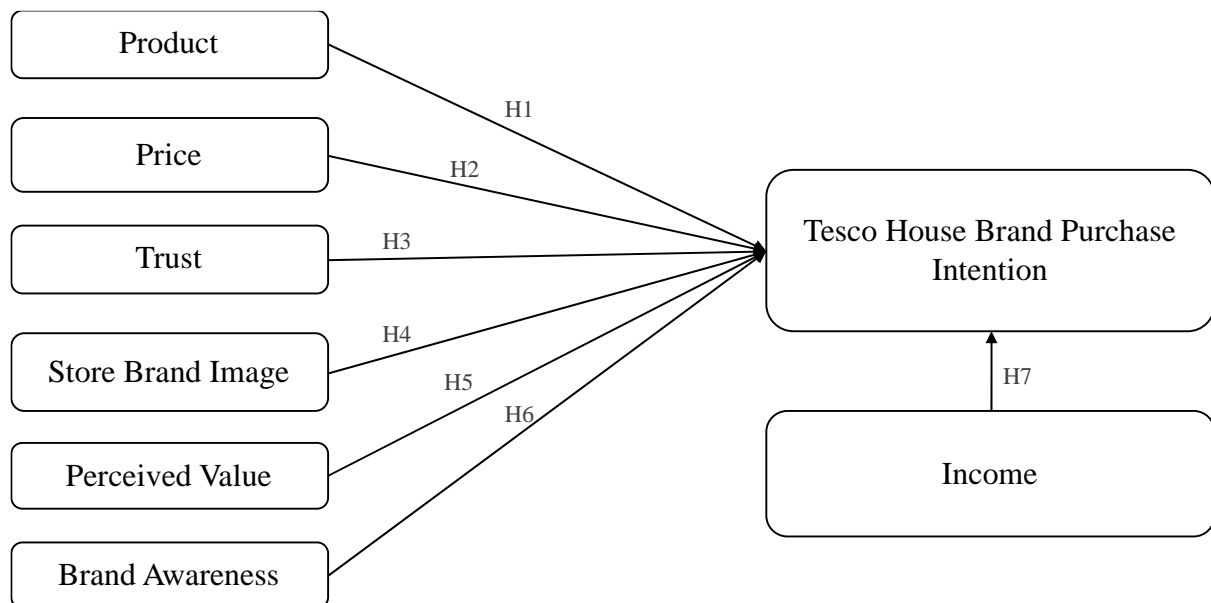 Product
H1
Price
H2
Trust
H3
Tesco House Brand Purchase
Intention
Store Brand Image
H4
H5
H7
H6
Perceived Value
Income
Brand Awareness